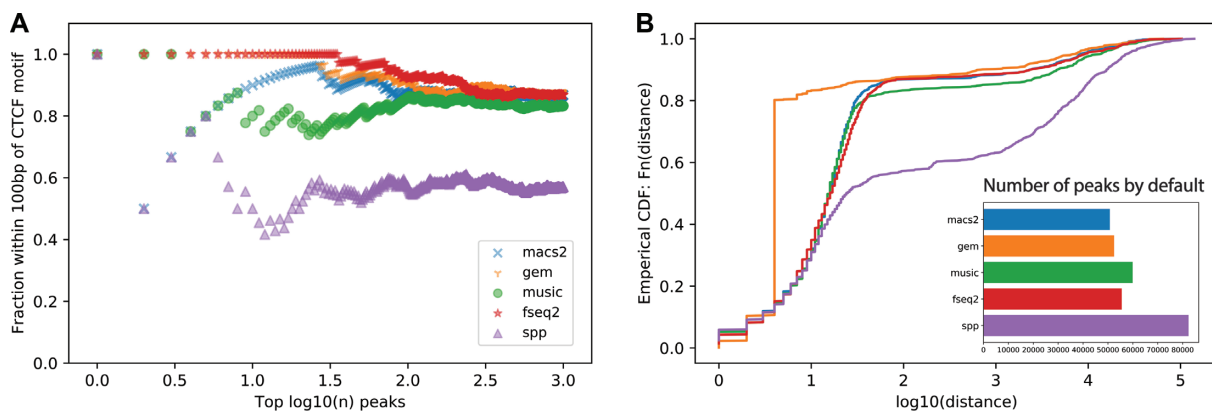 A
Fraction within 100bp of CTCF motif
1.0
0.8
0.6
0.4
0.2
0.0
macs2
gem
music
fseq2
spp
0.0 0.5 1.0 1.5 2.0 2.5 3.0
Top log10(n) peaks
B
Emperical CDF: Fn(distance)
1.0
0.8
0.6
0.4
0.2
0.0
Number of peaks by default
macs2
gem
music
fseq2
spp
0 10000 20000 30000 40000 50000 60000 70000 80000
0 1 2 3 4 5
log10(distance)